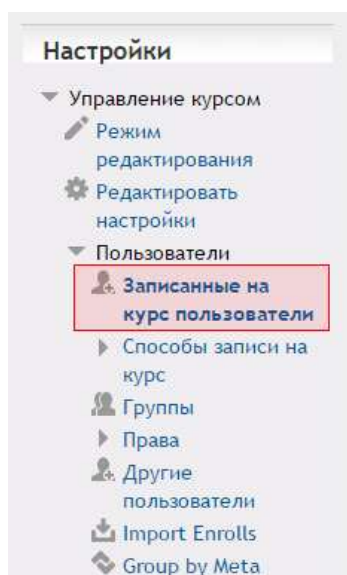 Настройки
Управление курсом
Режим
редактирования
Редактировать
настройки
Пользователи
Записанные на
курс пользователи
Способы записи на
курс
Группы
Права
Другие
пользователи
Import Enrolls
Group by Meta